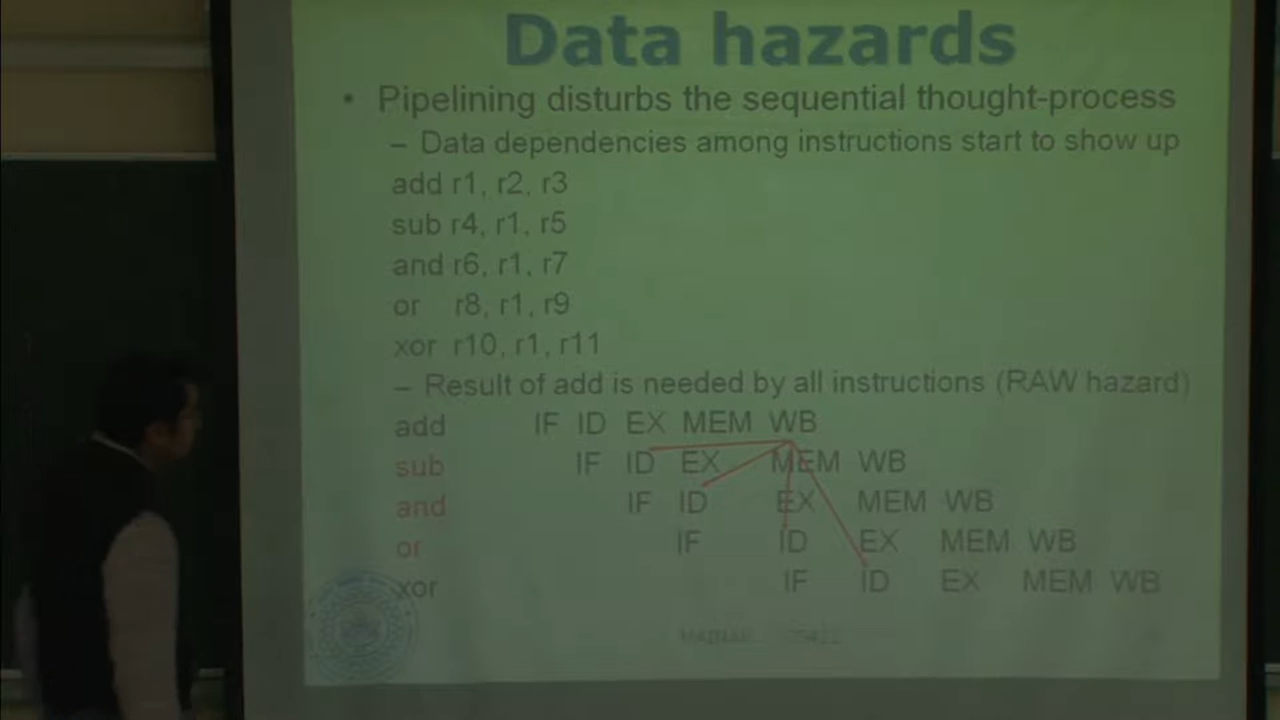 Data hazards
• Pipelining disturbs the sequential thought-process
– Data dependencies among instructions start to show up
add r1, r2, r3
sub r4, r1, r5
and r6, r1, r7
or r8, r1, r9
xor r10, r1, r11
– Result of add is needed by all instructions (RAW hazard)
add IF ID EX MEM WB
sub IF ID EX MEM WB
and IF ID EX MEM WB
or IF ID EX MEM WB
xor IF ID EX MEM WB